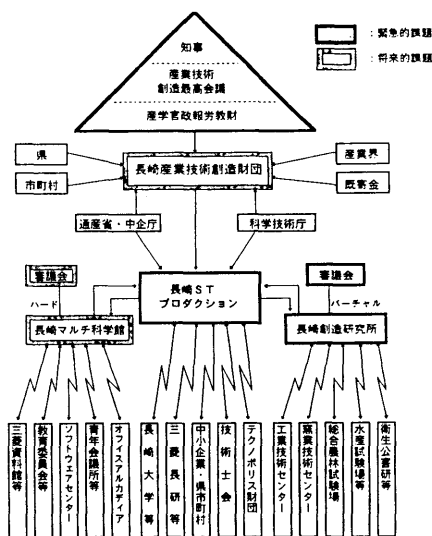 知事
産業技術
創造最高会議
産学官政報労教財
：緊急的課題
：将来的課題
県
市町村
長崎産業技術創造財団
産業界
既寄会
通産省・中企庁
科学技術庁
審議会
ハード
長崎マルチ科学館
長崎ST
プロダクション
審議会
バーチャル
長崎創造研究所
三菱資料館等
教育委員会等
ソフトウェアセンター
青年会議所等
オフィスアルカディア
長崎大学等
三菱長研等
中小企業・県市町村
技術士会
テクノポリス財団
工業技術センター
窯業技術センター
総合農林試験場
水産試験場等
衛生公害研等